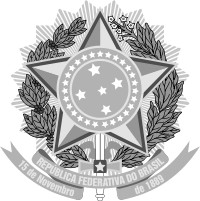 REPÚBLICA FEDERATIVA DO BRASIL
15 de Novembro de 1889